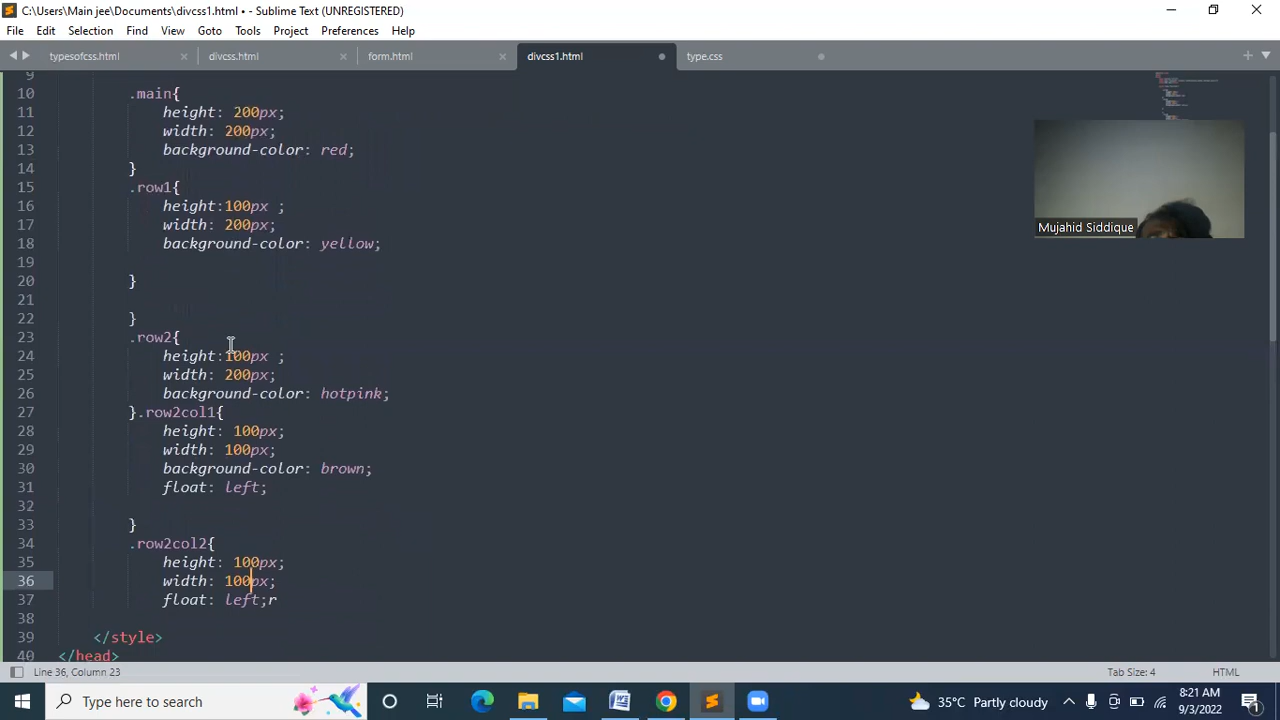 C:\Users\Main jee\Documents\divcss1.html • - Sublime Text (UNREGISTERED)
File Edit Selection Find View Goto Tools Project Preferences Help
typesofcss.html divcss.html form.html divcss1.html type.css
9
10 .main{
11 height: 200px;
12 width: 200px;
13 background-color: red;
14 }
15 .row1{
16 height:100px ;
17 width: 200px;
18 background-color: yellow;
19
20 }
21
22 }
23 .row2{
24 height:100px ;
25 width: 200px;
26 background-color: hotpink;
27 }.row2col1{
28 height: 100px;
29 width: 100px;
30 background-color: brown;
31 float: left;
32
33 }
34 .row2col2{
35 height: 100px;
36 width: 100px;
37 float: left;r
38
39 </style>
40 </head>
Mujahid Siddique
Line 36, Column 23 Tab Size: 4 HTML
Type here to search 35°C Partly cloudy 8:21 AM
9/3/2022 1